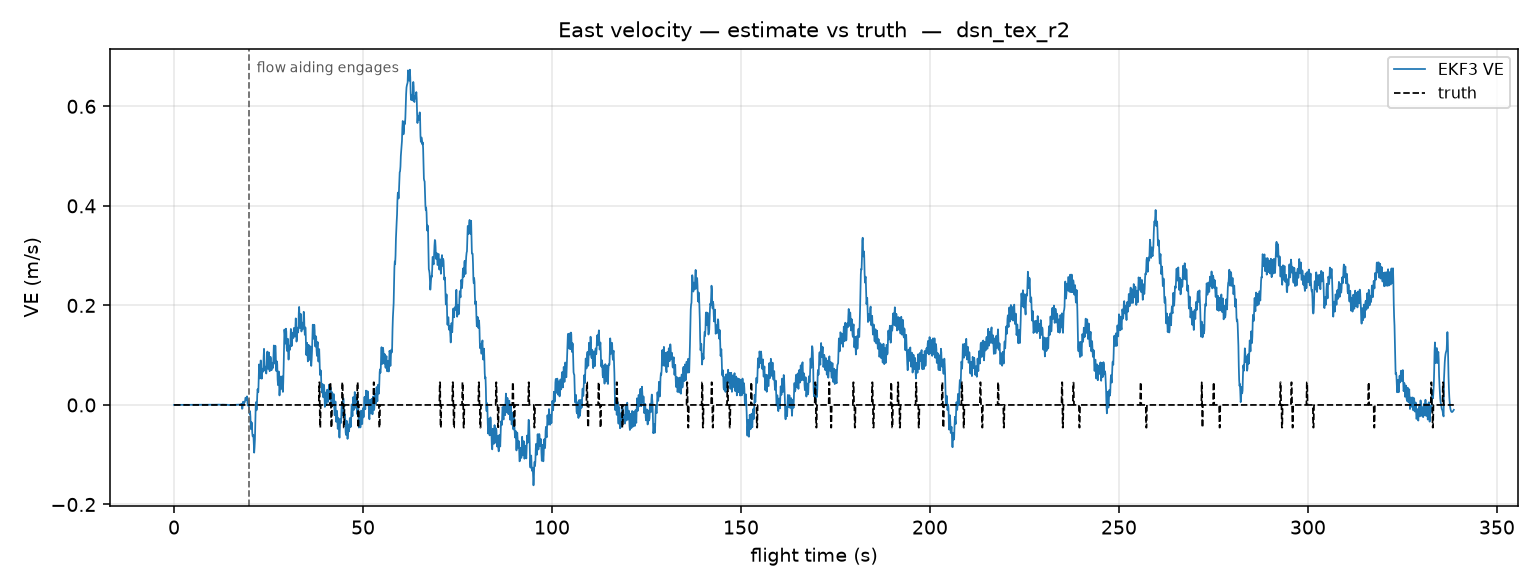 East velocity — estimate vs truth — dsn_tex_r2
flow aiding engages
EKF3 VE
truth
VE (m/s)
0.6
0.4
0.2
0.0
−0.2
0 50 100 150 200 250 300 350
flight time (s)